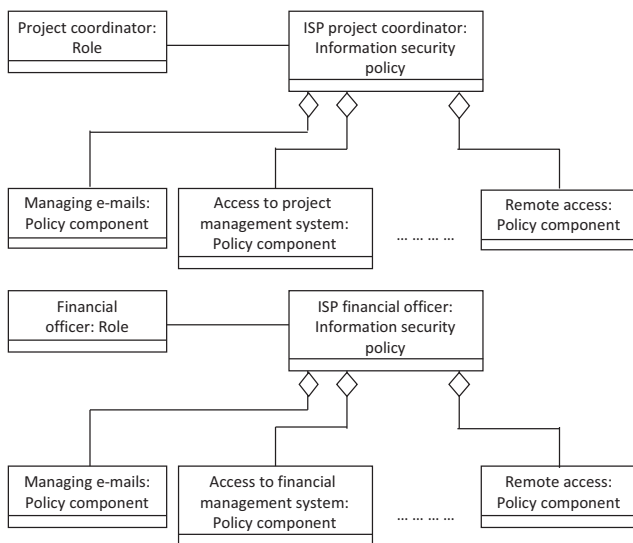 Project coordinator:
Role
ISP project coordinator:
Information security
policy
Managing e-mails:
Policy component
Access to project
management system:
Policy component
... ... ... ...
Remote access:
Policy component
Financial
officer: Role
ISP financial officer:
Information security
policy
Managing e-mails:
Policy component
Access to financial
management system:
Policy component
... ... ... ...
Remote access:
Policy component